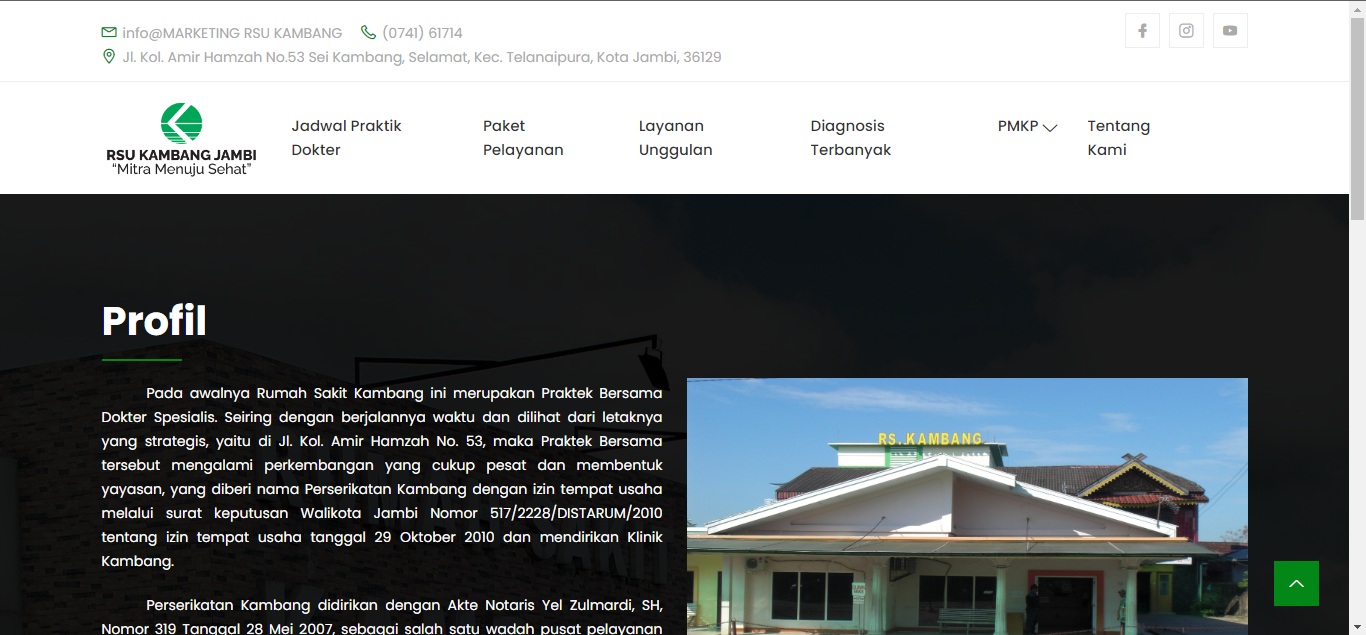 info@MARKETING RSU KAMBANG (0741) 61714
Jl. Kol. Amir Hamzah No.53 Sei Kambang, Selamat, Kec. Telanaipura, Kota Jambi, 36129
RSU KAMBANG JAMBI
“Mitra Menuju Sehat”
Jadwal Praktik
Dokter
Paket
Pelayanan
Layanan
Unggulan
Diagnosis
Terbanyak
PMKP
Tentang
Kami
Profil
Pada awalnya Rumah Sakit Kambang ini merupakan Praktek Bersama
Dokter Spesialis. Seiring dengan berjalannya waktu dan dilihat dari letaknya
yang strategis, yaitu di Jl. Kol. Amir Hamzah No. 53, maka Praktek Bersama
tersebut mengalami perkembangan yang cukup pesat dan membentuk
yayasan, yang diberi nama Perserikatan Kambang dengan izin tempat usaha
melalui surat keputusan Walikota Jambi Nomor 517/2228/DISTARUM/2010
tentang izin tempat usaha tanggal 29 Oktober 2010 dan mendirikan Klinik
Kambang.
Perserikatan Kambang didirikan dengan Akte Notaris Yel Zulmardi, SH,
Nomor 319 Tanggal 28 Mei 2007, sebagai salah satu wadah pusat pelayanan
RS. KAMBANG